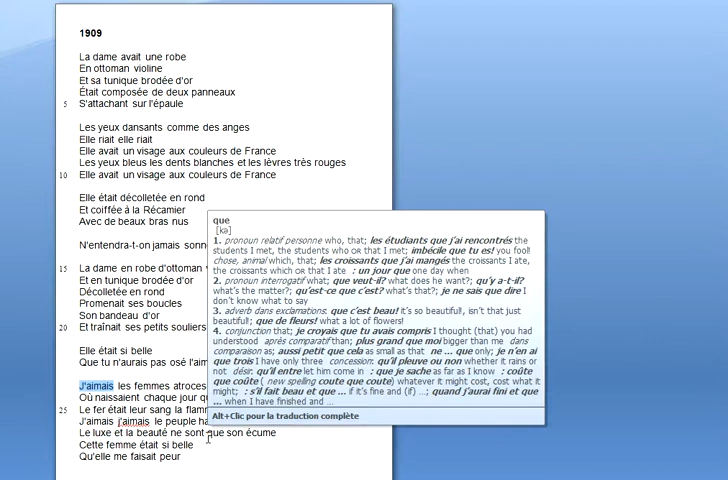 1909
La dame avait une robe
En ottoman violine
Et sa tunique brodée d'or
Était composée de deux panneaux
5 S'attachant sur l'épaule
Les yeux dansants comme des anges
Elle riait elle riait
Elle avait un visage aux couleurs de France
Les yeux bleus les dents blanches et les lèvres très rouges
10 Elle avait un visage aux couleurs de France
Elle était décolletée en rond
Et coiffée à la Récamier
Avec de beaux bras nus
N'entendra-t-on jamais sonn
15 La dame en robe d'ottoman
Et en tunique brodée d'
Décolletée en rond
Promenait ses boucles
Son bandeau d'or
20 Et traînait ses petits souliers
Elle était si belle
Que tu n'aurais pas osé l'aim
J'aimais les femmes atroces
Où naissaient chaque jour qu
25 Le fer était leur sang la flam
J'aimais j'aimais le peuple ha
Le luxe et la beauté ne sont que son écume
Cette femme était si belle
Qu'elle me faisait peur
que
[kə]
1. pronoun relatif personne who, that; les étudiants que j'ai rencontrés the
students I met, the students who OR that I met; imbécile que tu es! you fool!
chose, animal which, that; les croissants que j'ai mangés the croissants I ate,
the croissants which OR that I ate : un jour que one day when
2. pronoun interrogatif what; que veut-il? what does he want?; qu'y a-t-il?
what's the matter?; qu'est-ce que c'est? what's that?; je ne sais que dire I
don't know what to say
3. adverb dans exclamations: que c'est beau! it's so beautiful!, isn't that just
beautiful!; que de fleurs! what a lot of flowers!
4. conjunction that; je croyais que tu avais compris I thought (that) you had
understood après comparatif than; plus grand que moi bigger than me dans
comparaison as; aussi petit que cela as small as that ne ... que only; je n'en ai
que trois I have only three concession: qu'il pleuve ou non whether it rains or
not désir: qu'il entre let him come in : que je sache as far as I know : coûte
que coûte ( new spelling coute que coute) whatever it might cost, cost what it
might; : s'il fait beau et que ... if it's fine and (if) ...; quand j'aurai fini et que
... when I have finished and ...
Alt+Clic pour la traduction complète